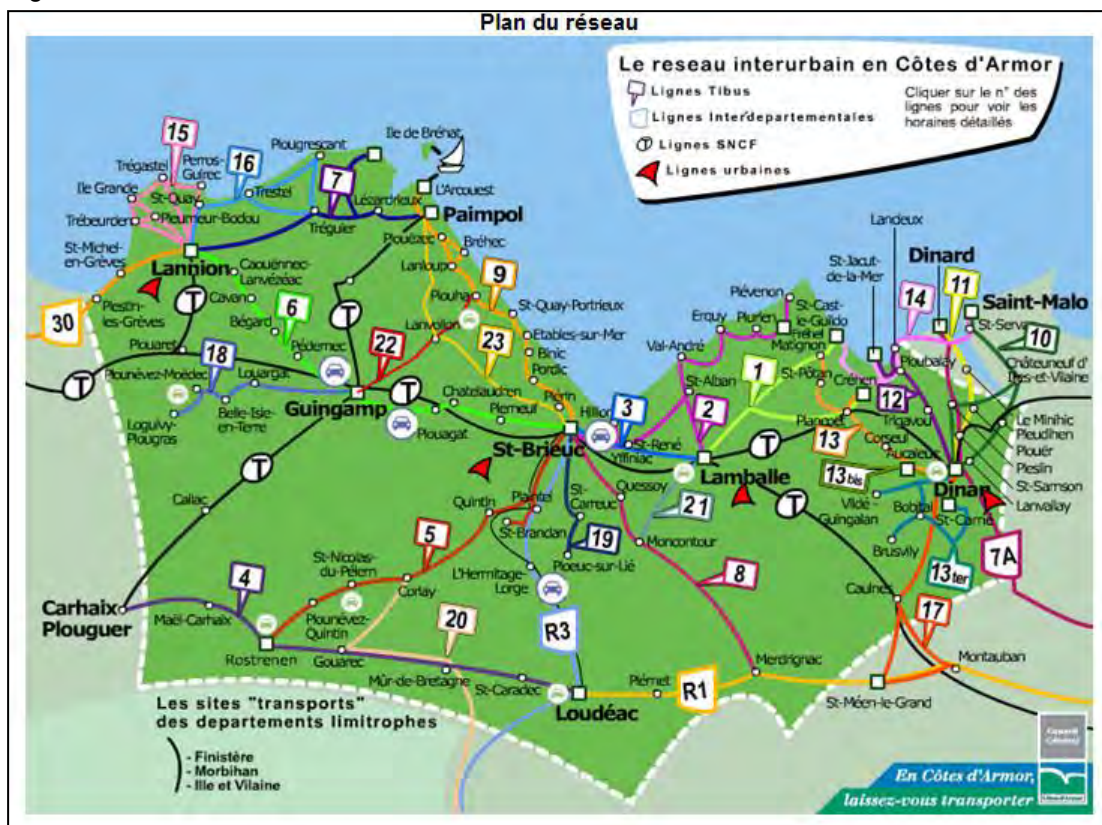 Plan du réseau
Le reseau interurbain en Côtes d'Armor
Lignes Tibus
Lignes Interdepartementales
T Lignes SNCF
Lignes urbaines
Cliquer sur le n° des
lignes pour voir les
horaires détaillés
Ile de Bréhat
15
Plougrescant
Trégastel
Perros-
Guirec
16
7
L'Arcouest
Ile Grande
St-Quay
Trestel
Lézardrieux
Paimpol
Trébeurden
Pleumeur-Bodou
Tréguier
Plouëzec
Bréhec
St-Michel-
en-Grèves
Lannion
Lanloup
Caouënnec-
Lanvézéac
9
Plouha
St-Quay-Portrieux
30
Plestin-
les-Grèves
T
Cavan
6
Bégard
Lanvollon
Etables-sur-Mer
Plouaret
T
Pédernec
22
23
Binic
Pordic
T
18
Plounévez-Moëdec
Louargat
Guingamp
T
Chatelaudren
Plerin
Plerneuf
Loguivy-
Plougras
Belle-Isle-
en-Terre
Plouagat
St-Brieuc
Landeux
Dinard
St-Jacut-
de-la-Mer
14
11
Saint-Malo
Plévenon
St-Cast-
le-Guildo
St-Serva
10
Erquy
Plurien
Fréhel
Matignon
Ploubalay
Châteuneuf d'
Illes-et-Vilaine
Val-André
1
St-Pôtan
Créhen
St-Alban
12
Le Minihic
Hillion
3
2
Plancoët
Trigavou
Pleudihen
St-René
T
13
Corseul
Plouër
Yffiniac
Aucaleuc
Pleslin
Lamballe
13 bis
Dinan
St-Samson
Quessoy
21
T
Vildé-
Guingalan
Bobital
St-Carné
Lanvallay
T
Callac
Quintin
Plaintel
St-
Carreuc
Moncontour
Brusvily
7A
5
St-Brandan
19
13 ter
St-Nicolas-
du-Pélem
L'Hermitage-
Lorge
Ploeuc-sur-Lié
8
Caulnes
4
Corlay
Carhaix
Plouguer
Maël-Carhaix
Plounévez-
Quintin
20
R3
17
Rostrenen
Gouarec
Merdrignac
Montauban
Mûr-de-Bretagne
St-Caradec
Plémet
R1
Loudéac
St-Méen-le-Grand
Les sites "transports"
des departements limitrophes
- Finistère
- Morbihan
- Ille et Vilaine
En Côtes d'Armor,
laissez-vous transporter